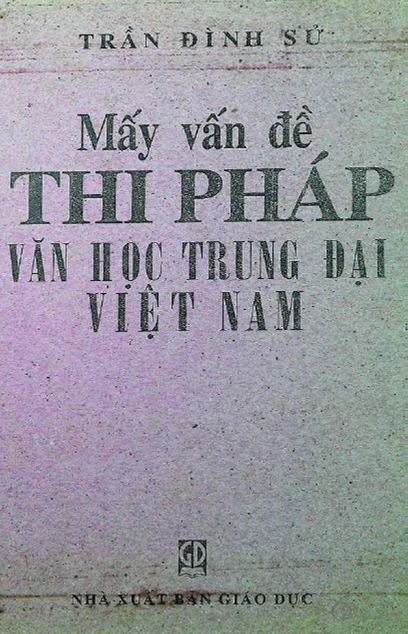 TRẦN ĐÌNH SỬ
Mấy vấn đề
THI PHÁP
VĂN HỌC TRUNG ĐẠI
VIỆT NAM
GD
NHÀ XUẤT BẢN GIÁO DỤC